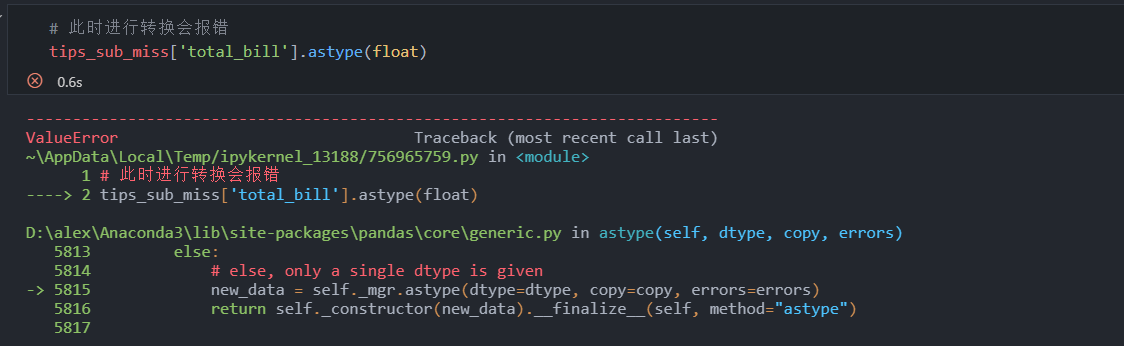 # 此时进行转换会报错
tips_sub_miss['total_bill'].astype(float)
0.6s
---------------------------------------------------------------------------
ValueError                                Traceback (most recent call last)
~\AppData\Local\Temp/ipykernel_13188/756965759.py in <module>
      1 # 此时进行转换会报错
----> 2 tips_sub_miss['total_bill'].astype(float)
D:\alex\Anaconda3\lib\site-packages\pandas\core\generic.py in astype(self, dtype, copy, errors)
   5813         else:
   5814             # else, only a single dtype is given
-> 5815             new_data = self._mgr.astype(dtype=dtype, copy=copy, errors=errors)
   5816             return self._constructor(new_data).__finalize__(self, method="astype")
   5817